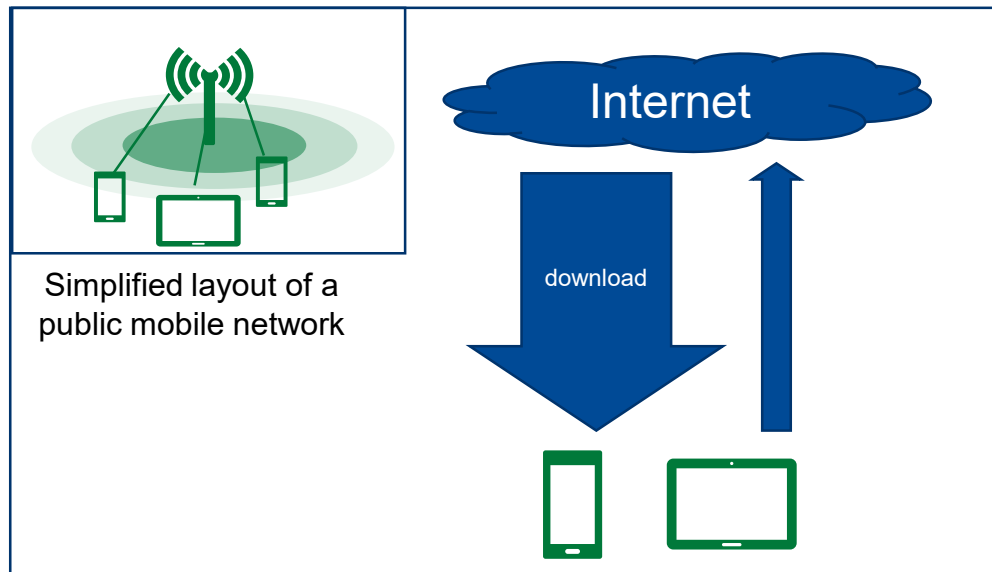 Internet
download
Simplified layout of a
public mobile network